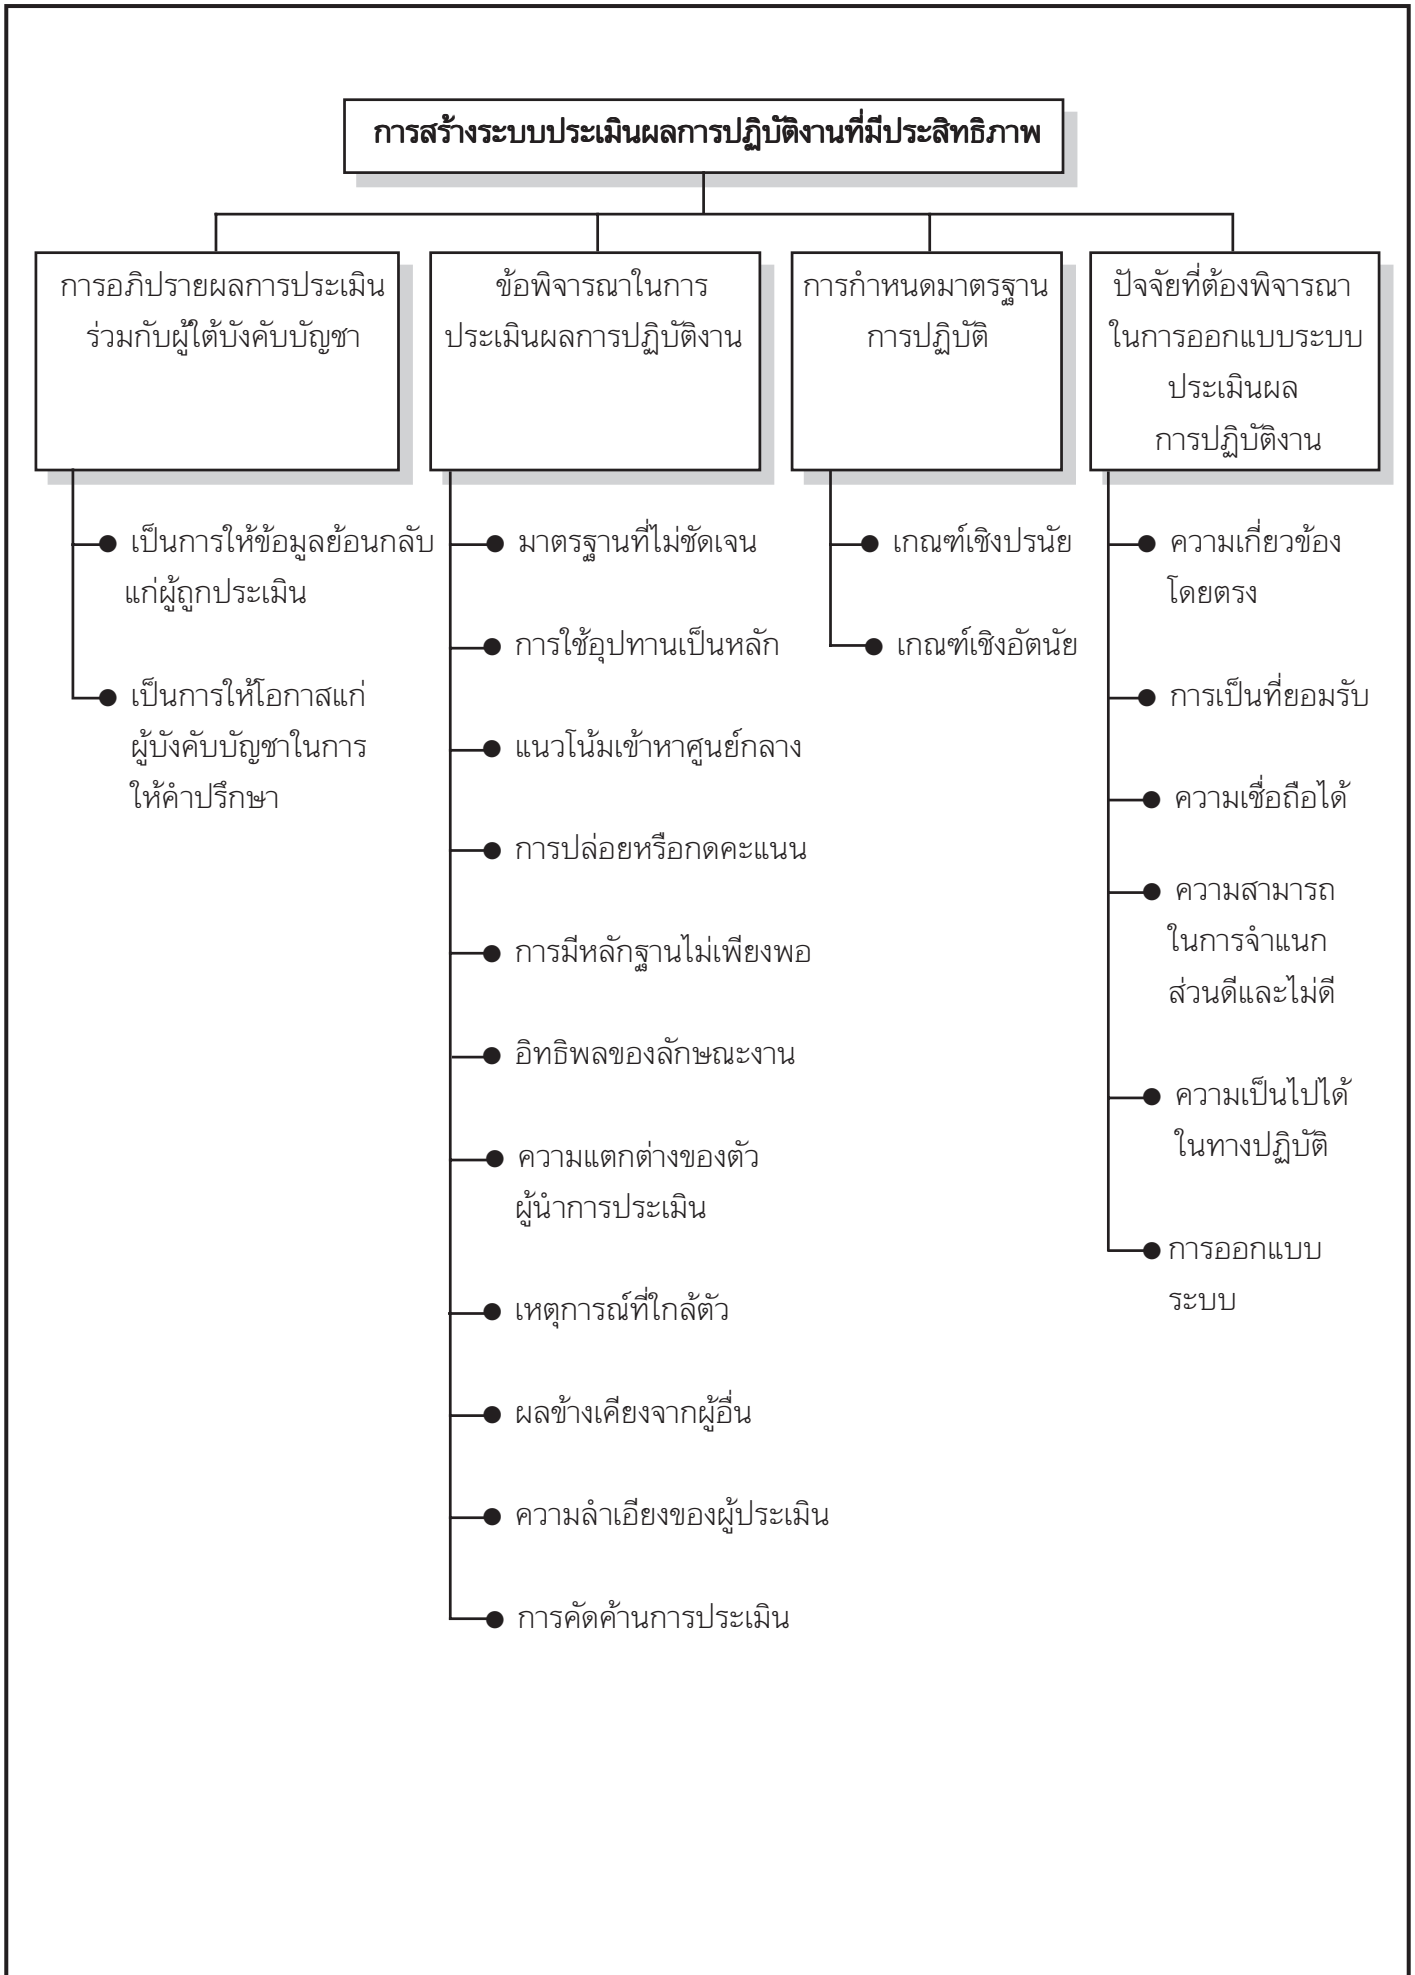 การสร้างระบบประเมินผลการปฏิบัติงานที่มีประสิทธิภาพ
การอภิปรายผลการประเมิน
ร่วมกับผู้ใต้บังคับบัญชา
เป็นการให้ข้อมูลย้อนกลับ
แก่ผู้ถูกประเมิน
เป็นการให้โอกาสแก่
ผู้บังคับบัญชาในการ
ให้คำปรึกษา
ข้อพิจารณาในการ
ประเมินผลการปฏิบัติงาน
มาตรฐานที่ไม่ชัดเจน
การใช้อุปทานเป็นหลัก
แนวโน้มเข้าหาศูนย์กลาง
การปล่อยหรือกดคะแนน
การมีหลักฐานไม่เพียงพอ
อิทธิพลของลักษณะงาน
ความแตกต่างของตัว
ผู้นำการประเมิน
เหตุการณ์ที่ใกล้ตัว
ผลข้างเคียงจากผู้อื่น
ความลำเอียงของผู้ประเมิน
การคัดค้านการประเมิน
การกำหนดมาตรฐาน
การปฏิบัติ
เกณฑ์เชิงปรนัย
เกณฑ์เชิงอัตนัย
ปัจจัยที่ต้องพิจารณา
ในการออกแบบระบบ
ประเมินผล
การปฏิบัติงาน
ความเกี่ยวข้อง
โดยตรง
การเป็นที่ยอมรับ
ความเชื่อถือได้
ความสามารถ
ในการจำแนก
ส่วนดีและไม่ดี
ความเป็นไปได้
ในทางปฏิบัติ
การออกแบบ
ระบบ